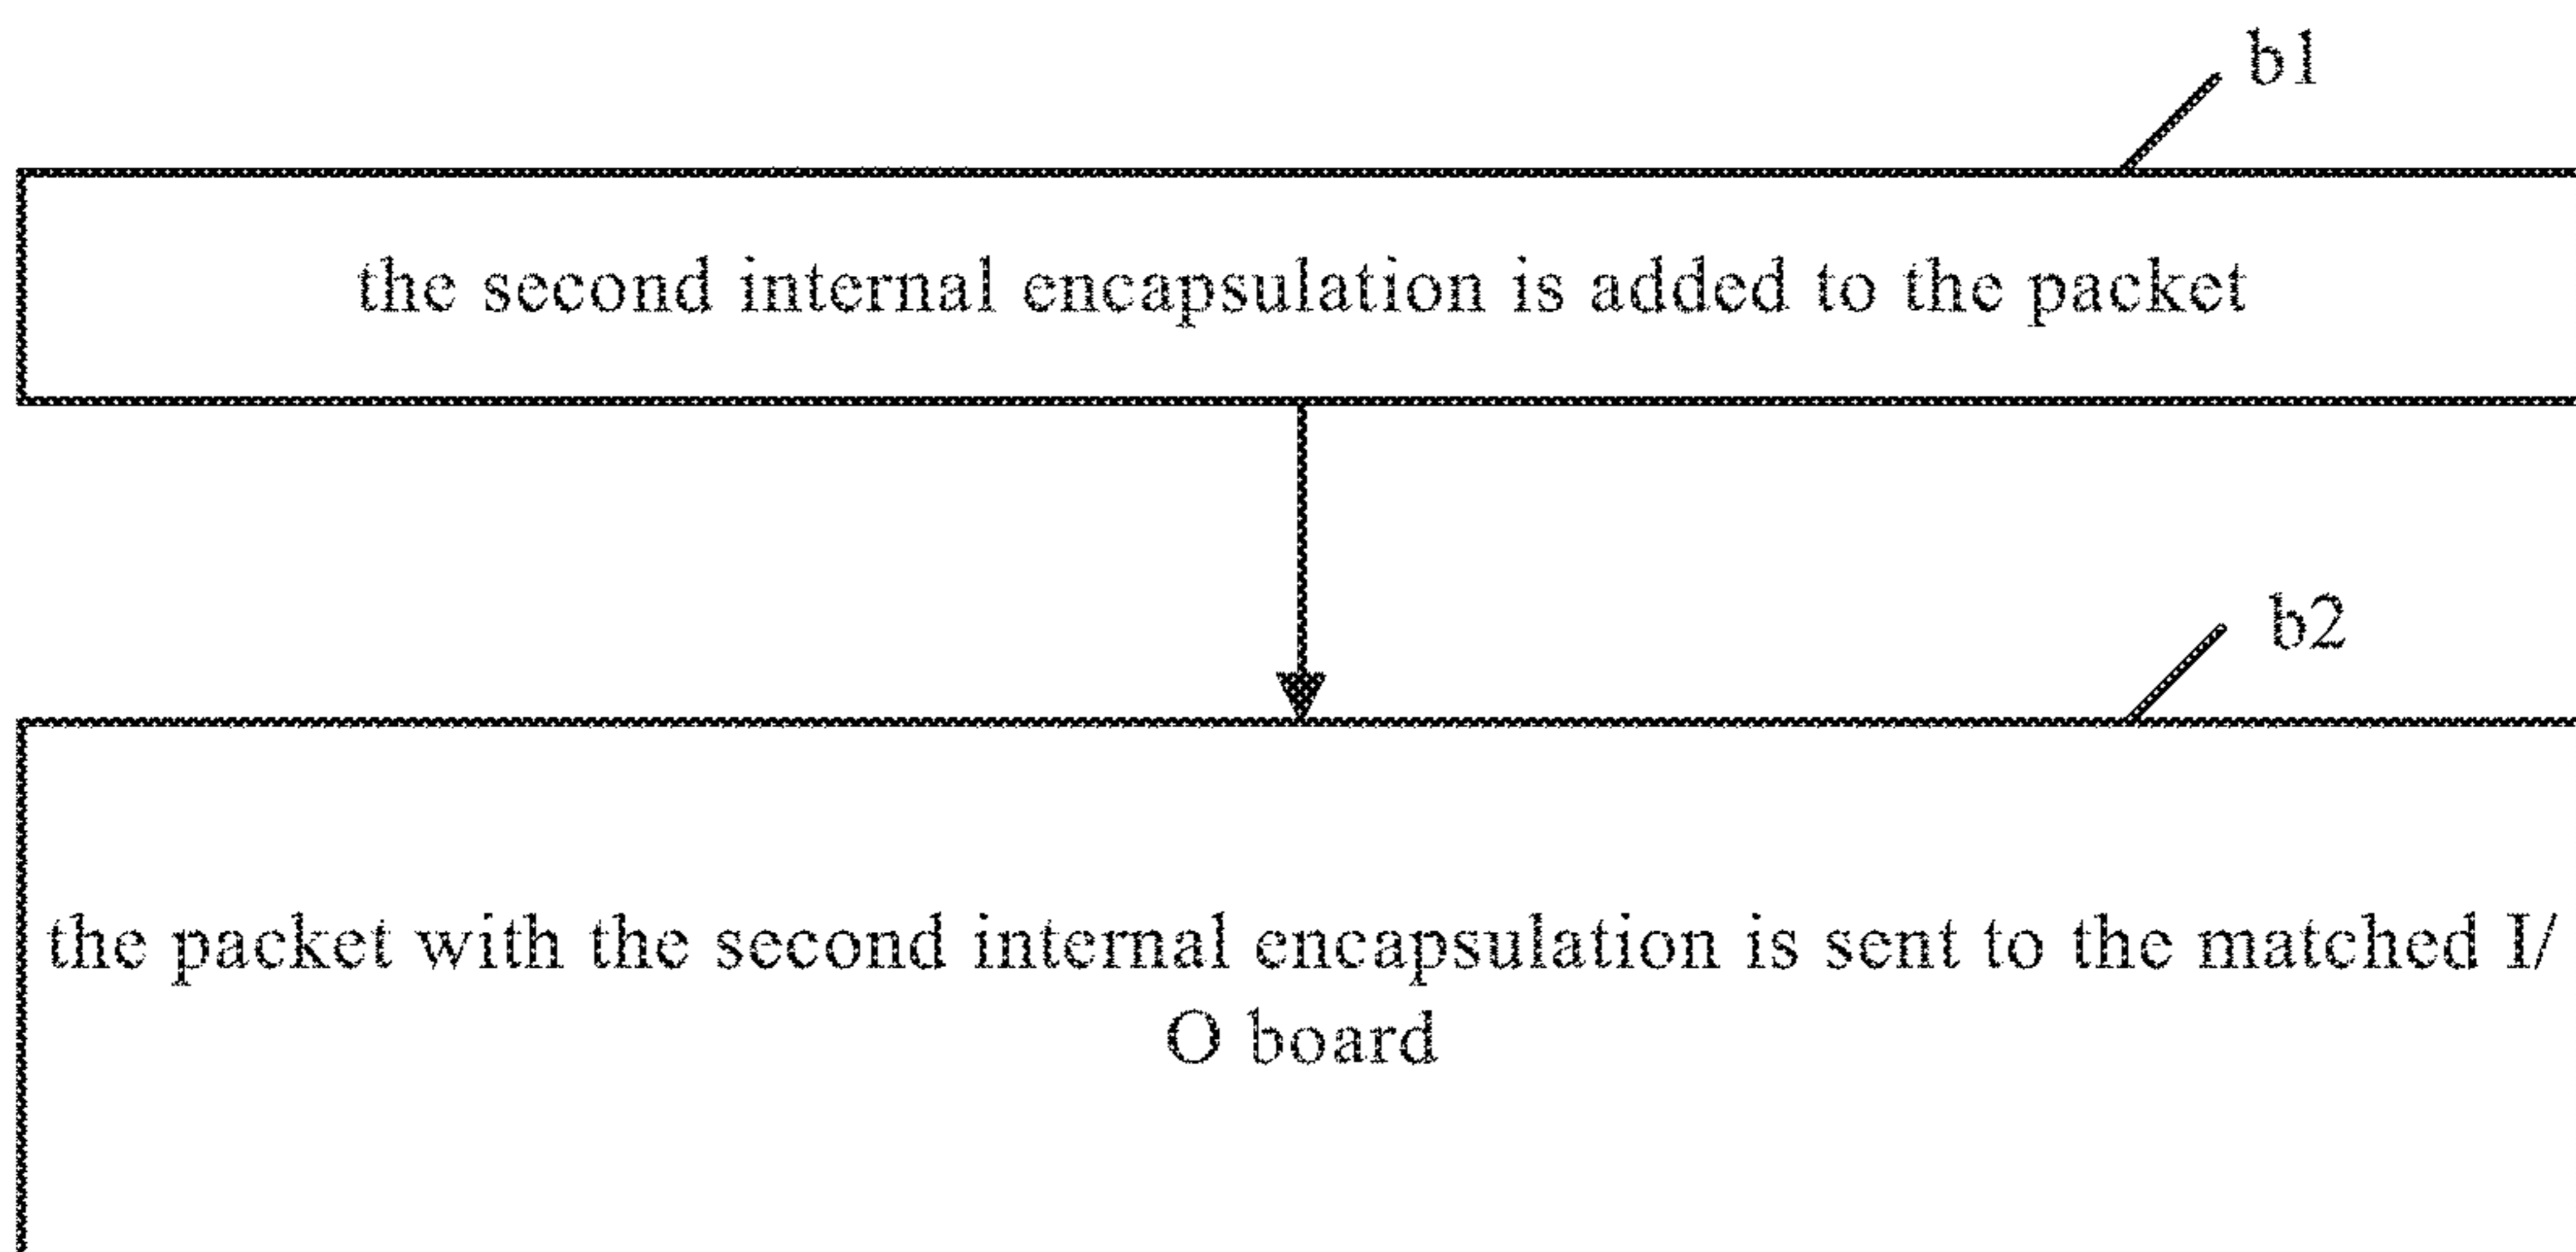 b1
the second internal encapsulation is added to the packet
b2
the packet with the second internal encapsulation is sent to the matched I/
O board